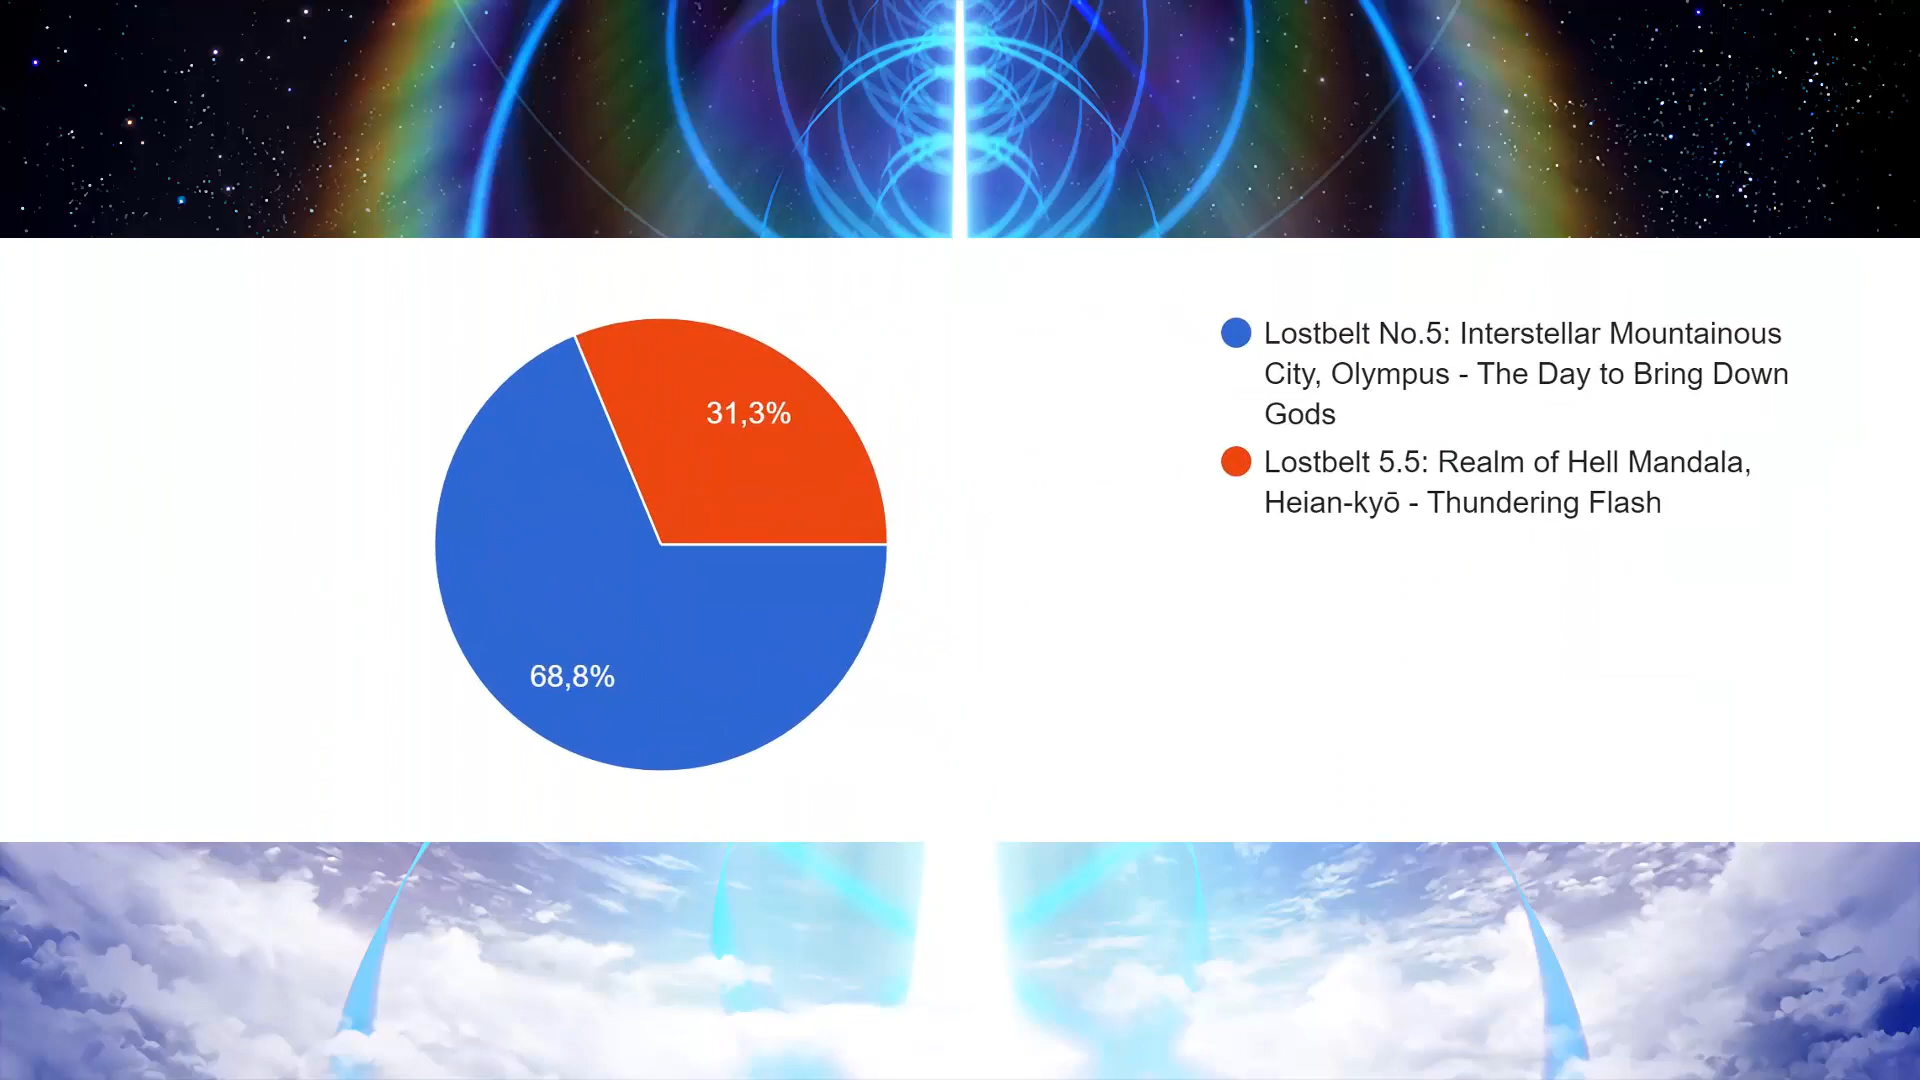 31,3%
68,8%
Lostbelt No.5: Interstellar Mountainous
City, Olympus - The Day to Bring Down
Gods
Lostbelt 5.5: Realm of Hell Mandala,
Heian-kyō - Thundering Flash